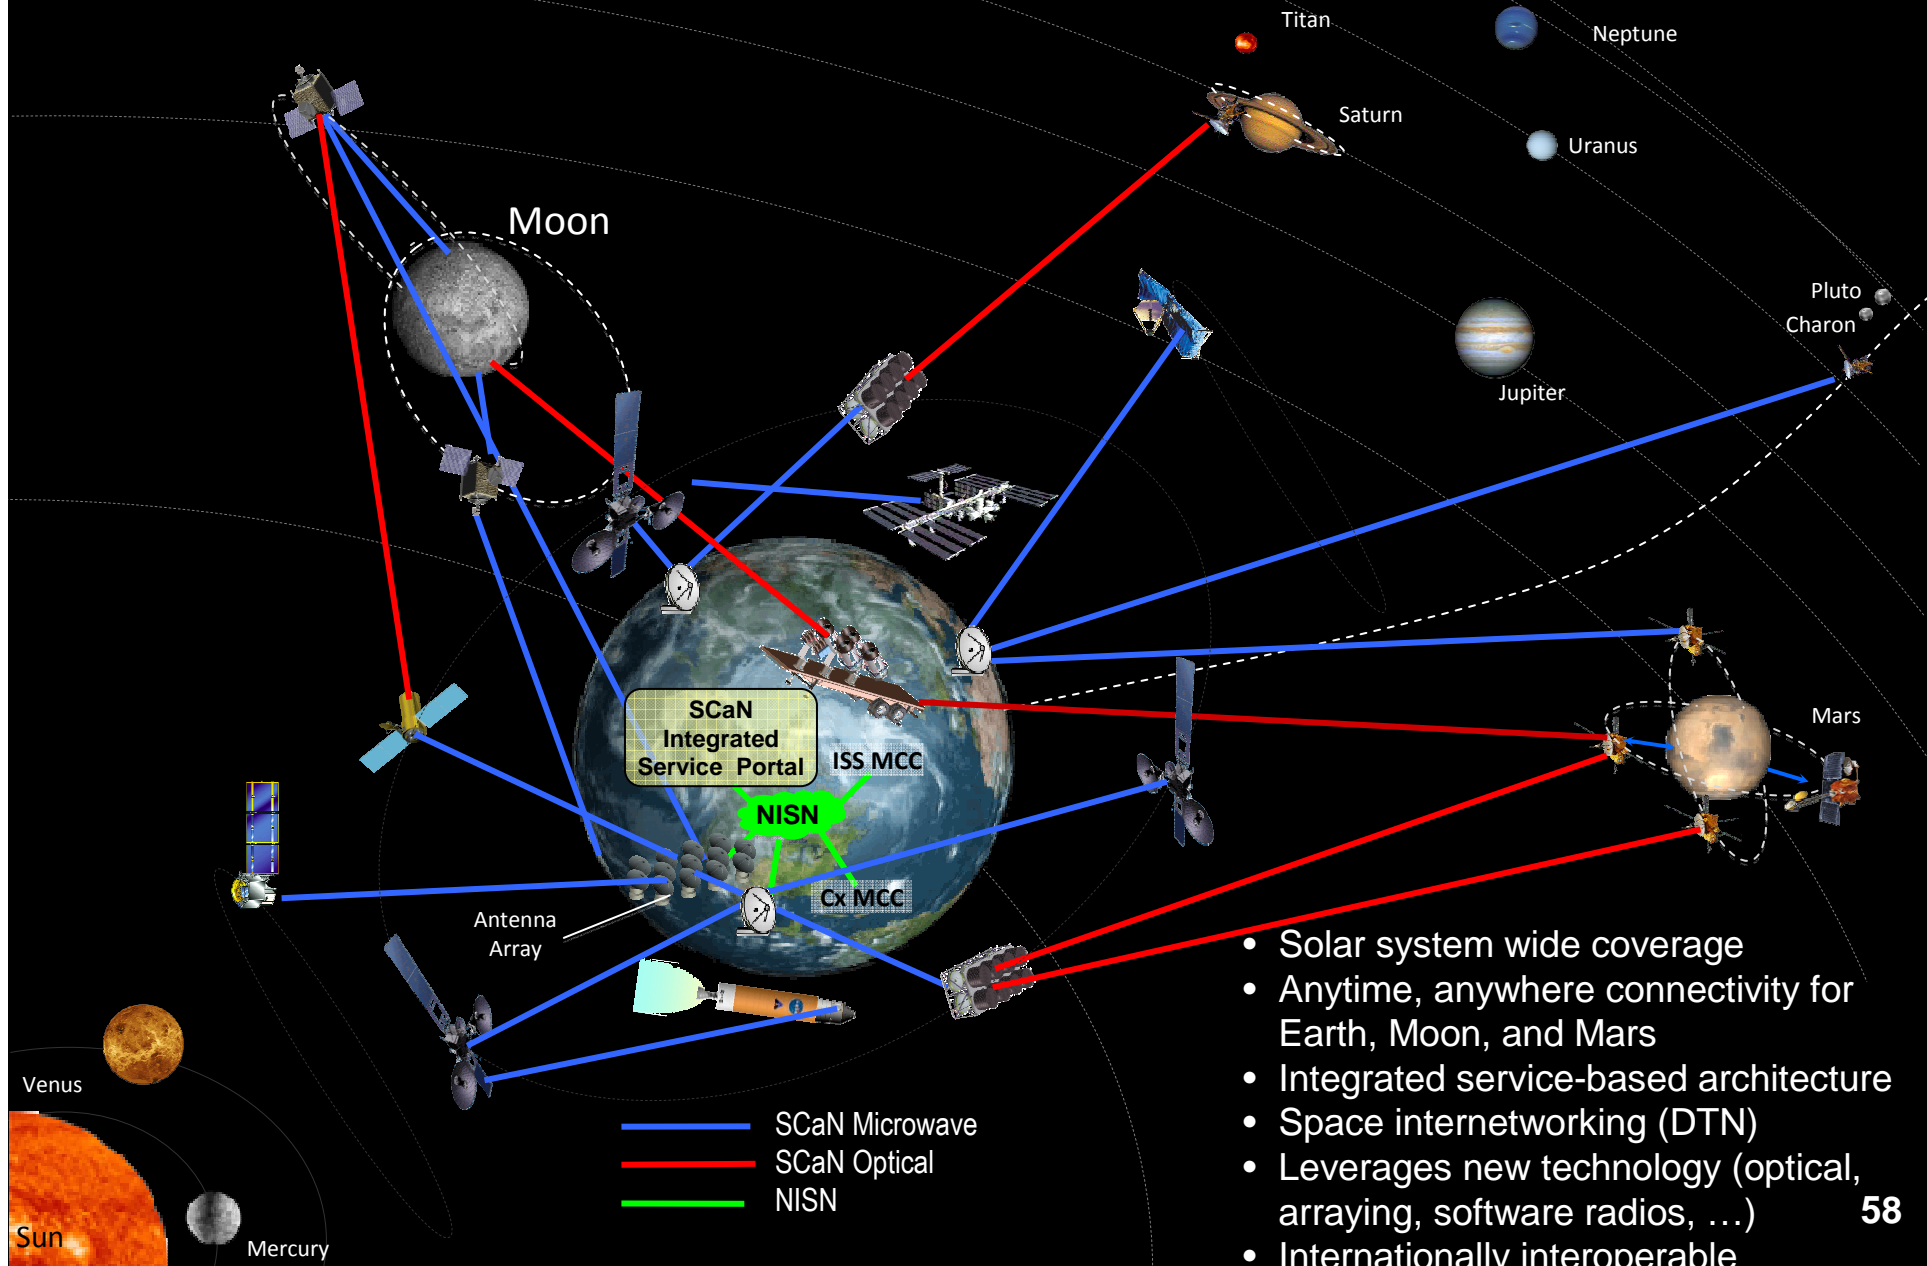 Titan
Neptune
Saturn
Uranus
Moon
Pluto
Charon
Jupiter
Mars
SCaN
Integrated
Service Portal
ISS MCC
NISN
Cx MCC
Antenna
Array
Venus
Sun
Mercury
SCaN Microwave
SCaN Optical
NISN
• Solar system wide coverage
• Anytime, anywhere connectivity for
Earth, Moon, and Mars
• Integrated service-based architecture
• Space internetworking (DTN)
• Leverages new technology (optical,
arraying, software radios, …)
• Internationally interoperable
58